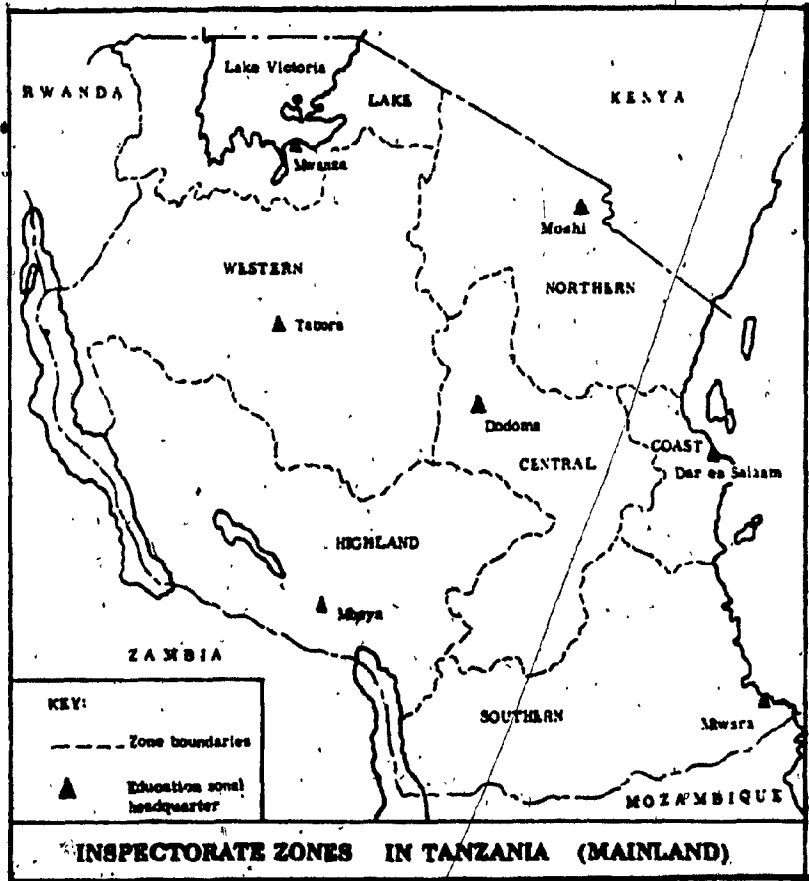 Lake Victoria
RWANDA
LAKE
KENYA
Mwanza
Moshi
WESTERN
NORTHERN
Tabora
Dodoma
COAST
CENTRAL
Dar es Salaam
HIGHLAND
Mbeya
ZAMBIA
KEY:
SOUTHERN
Mtwara
Zone boundaries
Education zonal
headquarter
MOZAMBIQUE
INSPECTORATE ZONES IN TANZANIA (MAINLAND)